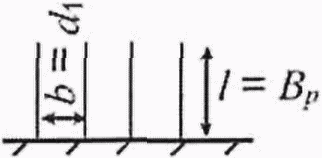 b = d₁
l = Bₚ